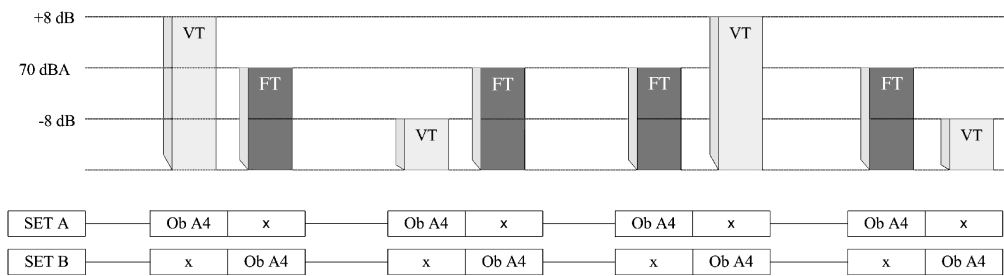 +8 dB
VT
VT
70 dBA
FT
FT
FT
FT
-8 dB
VT
VT
SET A
Ob A4
x
Ob A4
x
Ob A4
x
Ob A4
x
SET B
x
Ob A4
x
Ob A4
x
Ob A4
x
Ob A4